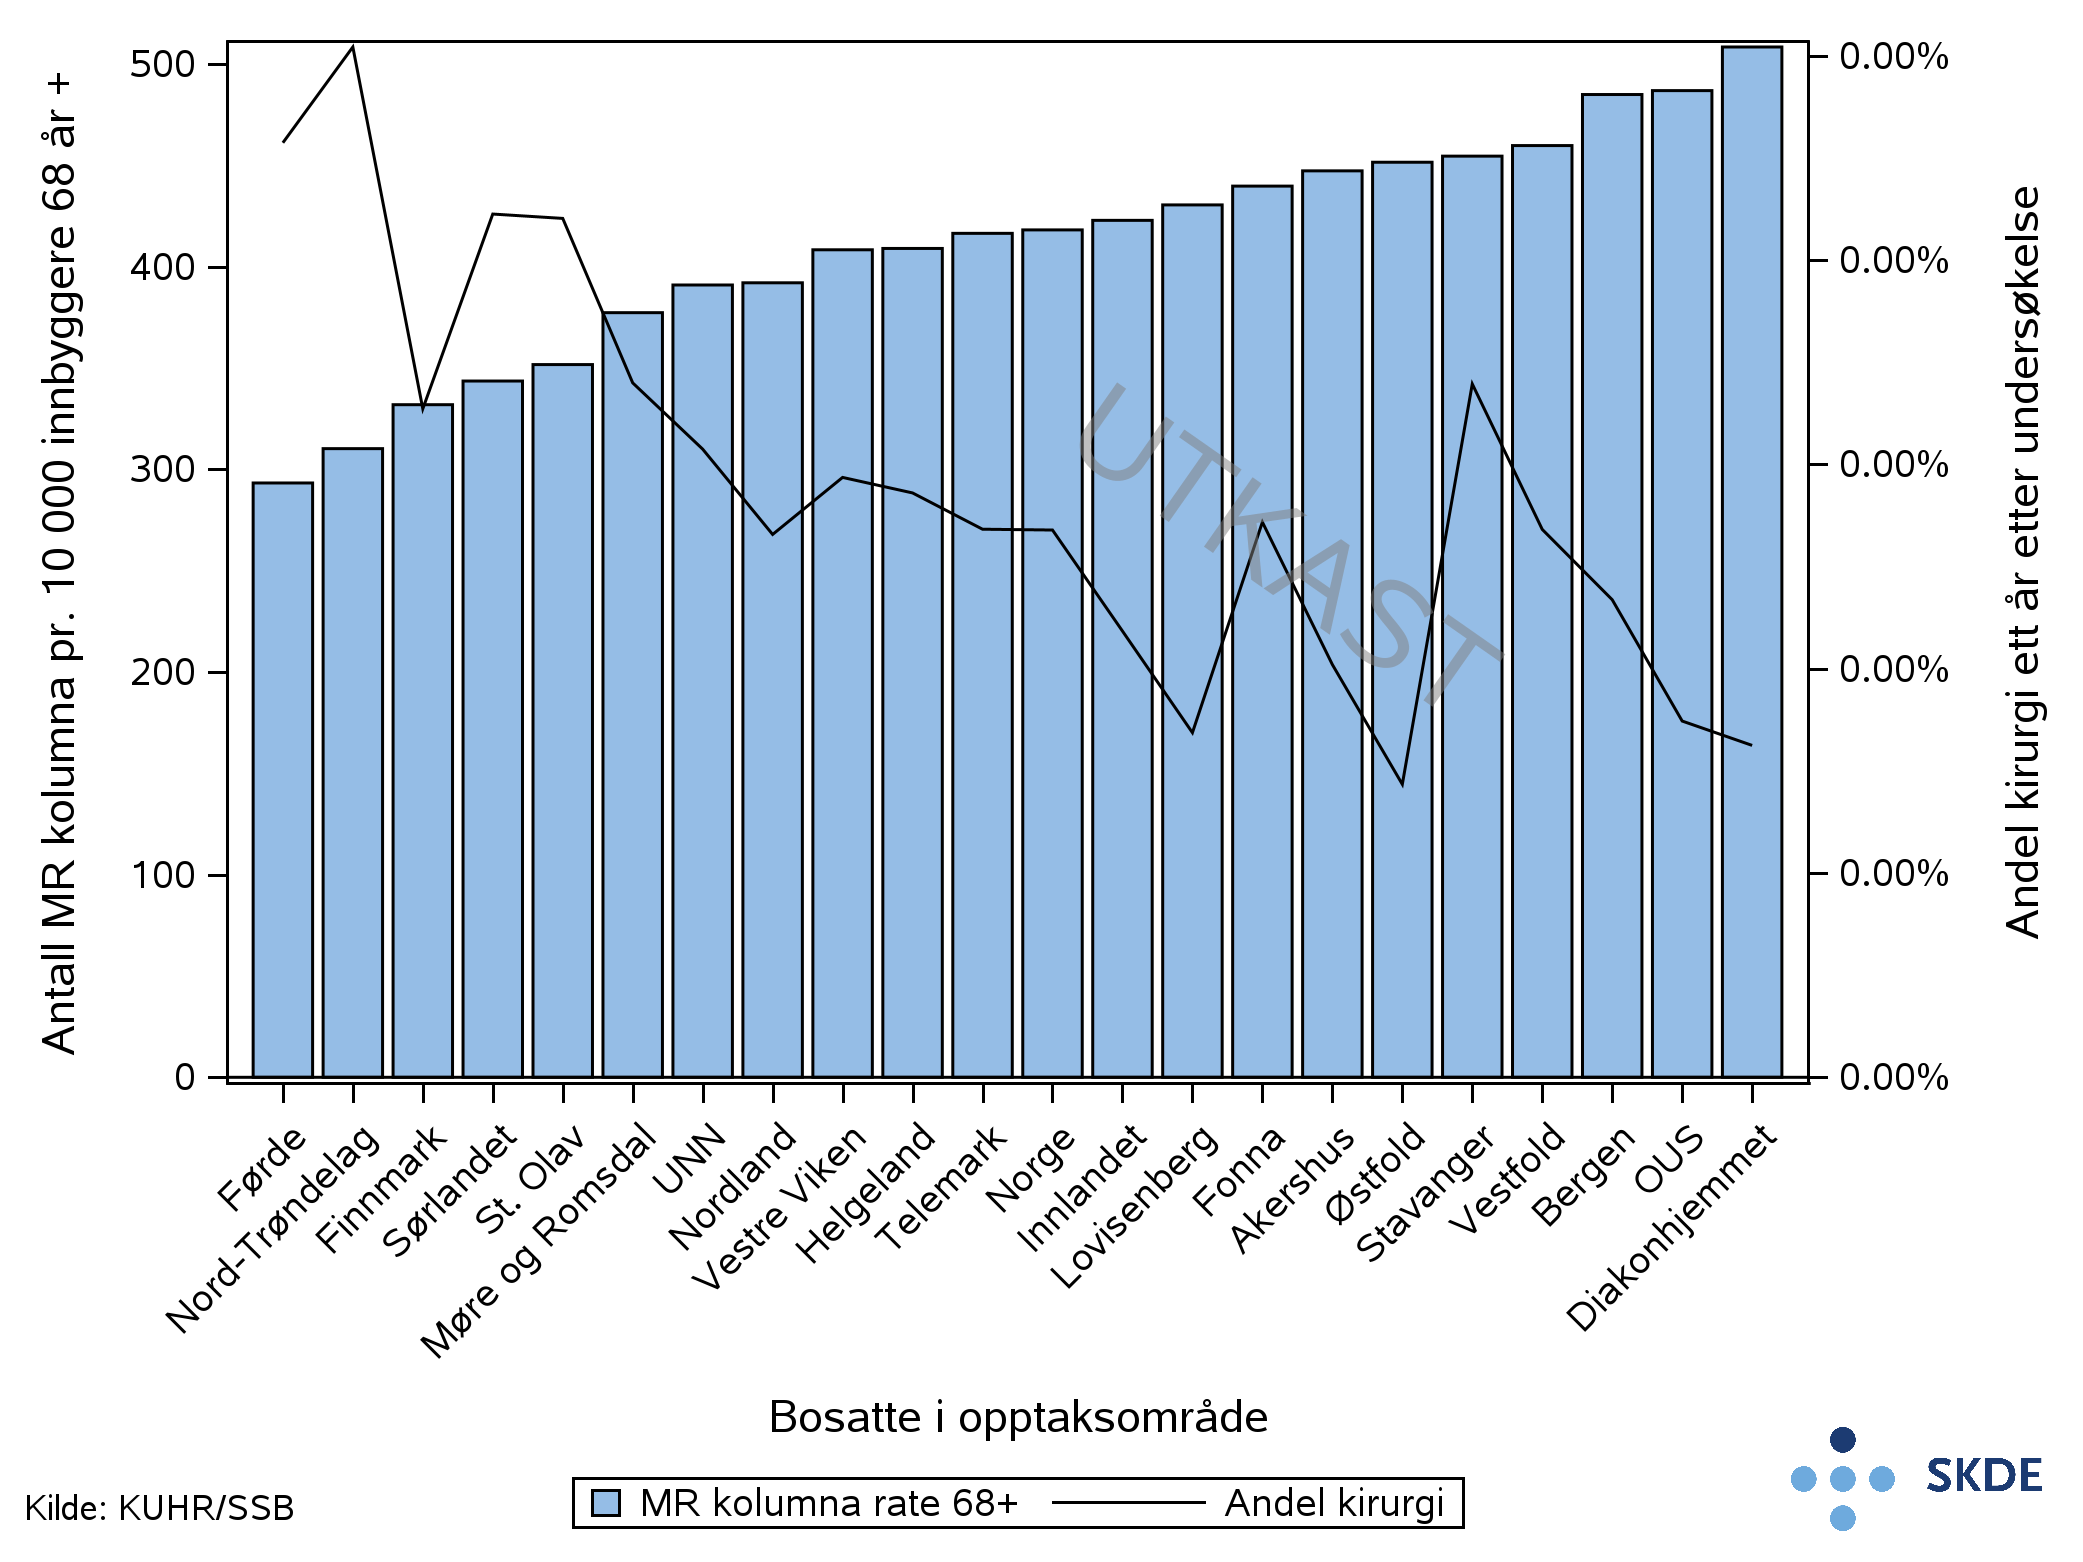 Antall MR kolumna pr. 10 000 innbyggere 68 år +
500
400
300
200
100
0
0.00%
0.00%
0.00%
0.00%
0.00%
0.00%
Andel kirurgi ett år etter undersøkelse
UTKAST
Førde
Nord-Trøndelag
Finnmark
Sørlandet
St. Olav
Møre og Romsdal
UNN
Nordland
Vestre Viken
Helgeland
Telemark
Norge
Innlandet
Lovisenberg
Fonna
Akershus
Østfold
Stavanger
Vestfold
Bergen
OUS
Diakonhjemmet
Bosatte i opptaksområde
MR kolumna rate 68+
Andel kirurgi
Kilde: KUHR/SSB
SKDE